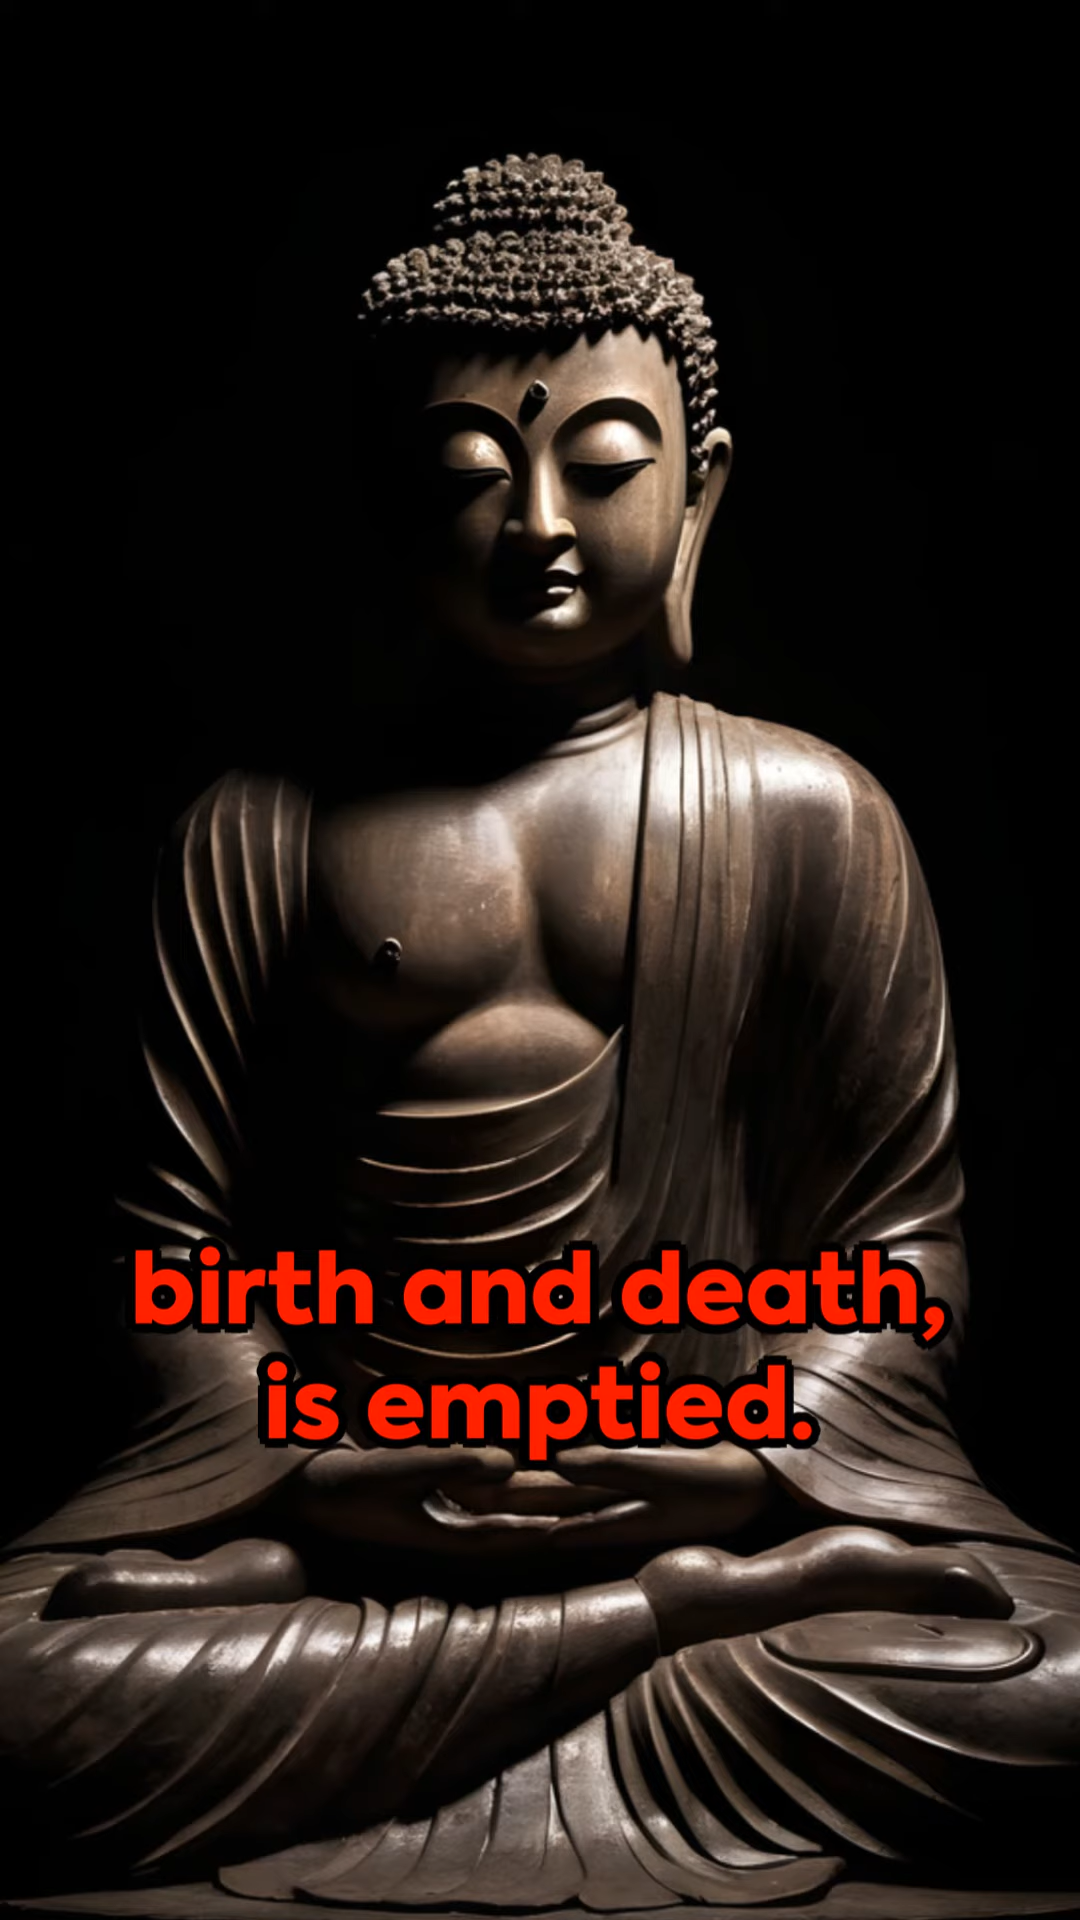 birth and death,
is emptied.